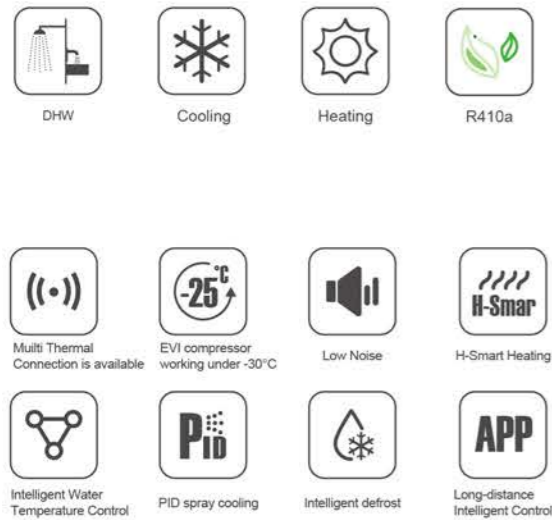 DHW
Cooling
Heating
R410a
-25°C
H-Smar
Muilti Thermal
Connection is available
EVI compressor
working under -30°C
Low Noise
H-Smart Heating
PID
APP
Intelligent Water
Temperature Control
PID spray cooling
Intelligent defrost
Long-distance
Intelligent Control